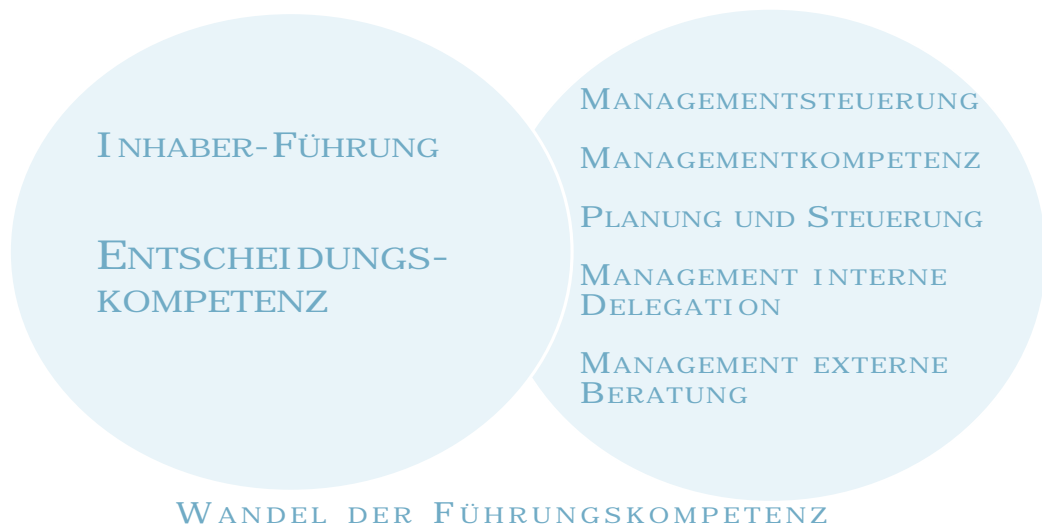 Inhaber-Führung
Entscheidungs-
kompetenz
Managementsteuerung
Managementkompetenz
Planung und Steuerung
Management interne
Delegation
Management externe
Beratung
Wandel der Führungskompetenz